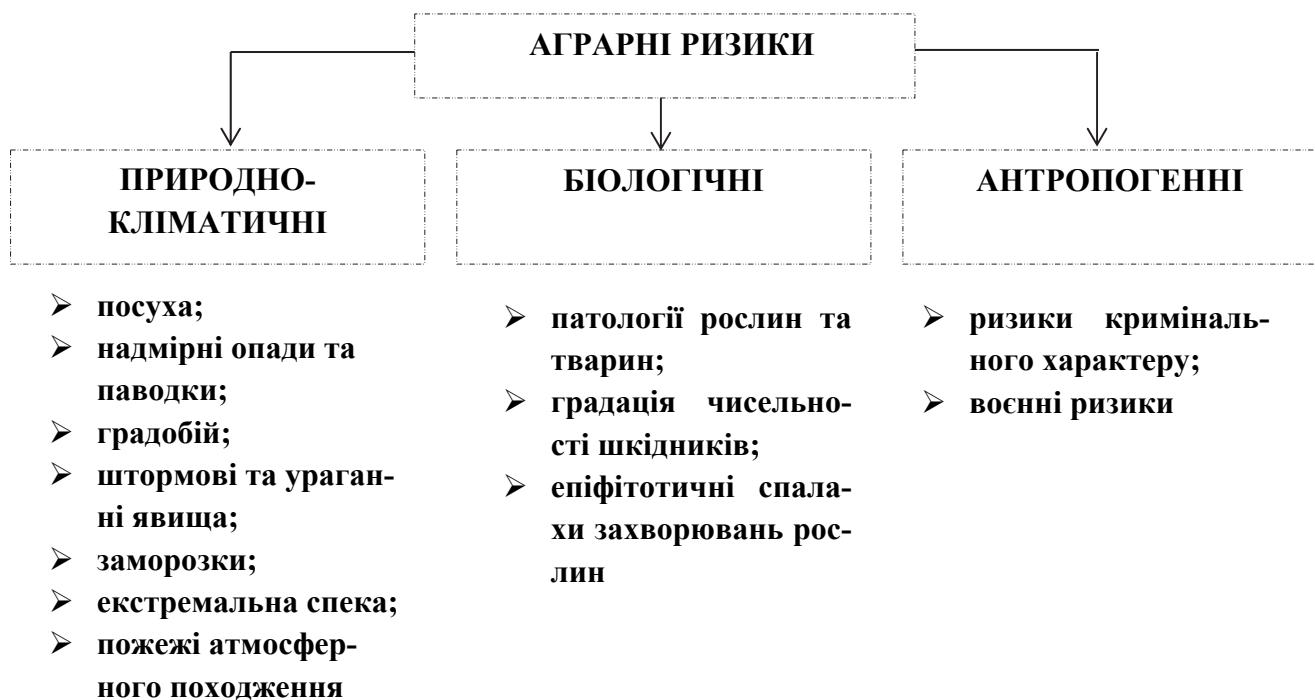 АГРАРНІ РИЗИКИ
ПРИРОДНО-
КЛІМАТИЧНІ
БІОЛОГІЧНІ
АНТРОПОГЕННІ
➢ посуха;
➢ надмірні опади та
паводки;
➢ градобій;
➢ штормові та ураган-
ні явища;
➢ заморозки;
➢ екстремальна спека;
➢ пожежі атмосфер-
ного походження
➢ патології рослин та
тварин;
➢ градація чисельно-
сті шкідників;
➢ епіфітотичні спала-
хи захворювань рос-
лин
➢ ризики криміналь-
ного характеру;
➢ воєнні ризики